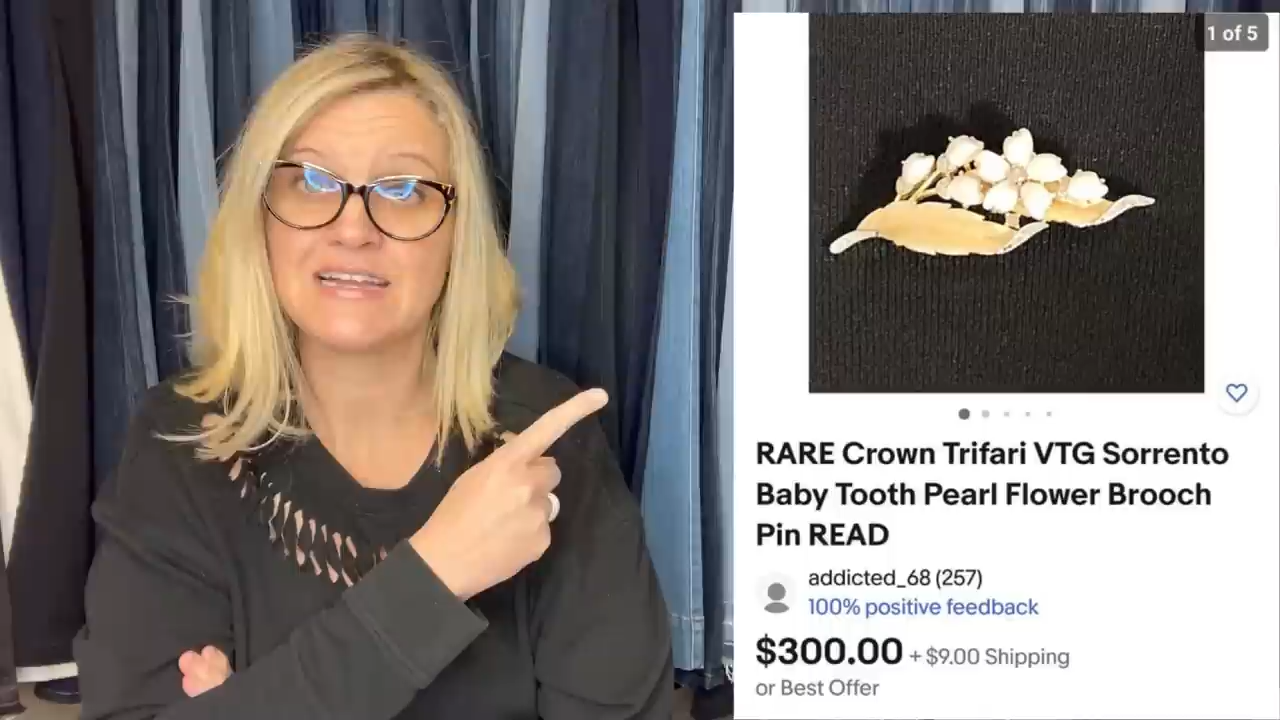 1 of 5
RARE Crown Trifari VTG Sorrento
Baby Tooth Pearl Flower Brooch
Pin READ
addicted_68 (257)
100% positive feedback
$300.00 + $9.00 Shipping
or Best Offer